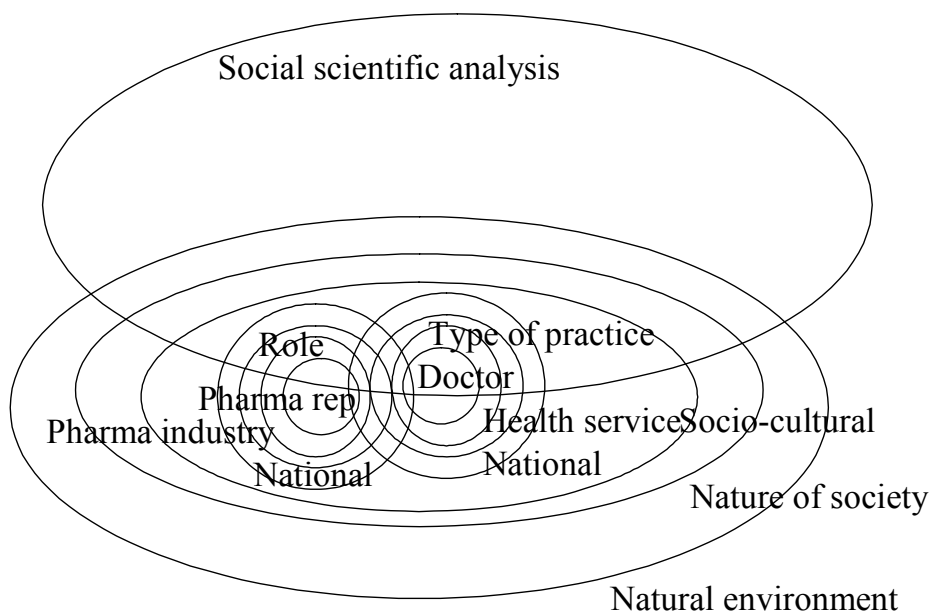 Social scientific analysis
Role
Type of practice
Doctor
Pharma rep
Pharma industry
Health service
Socio-cultural
National
National
Nature of society
Natural environment